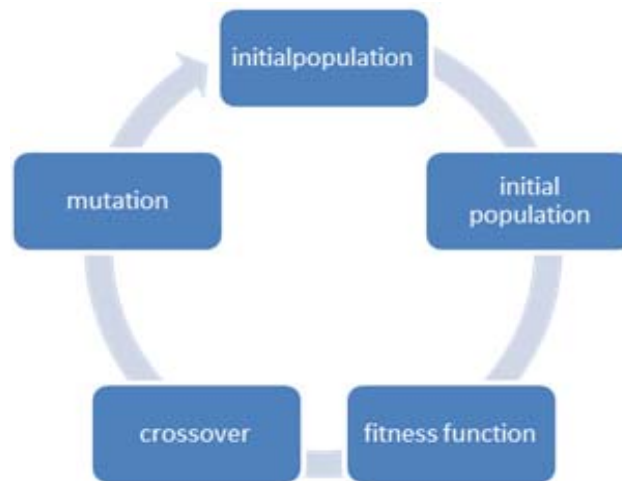 initialpopulation
initial
population
fitness function
crossover
mutation